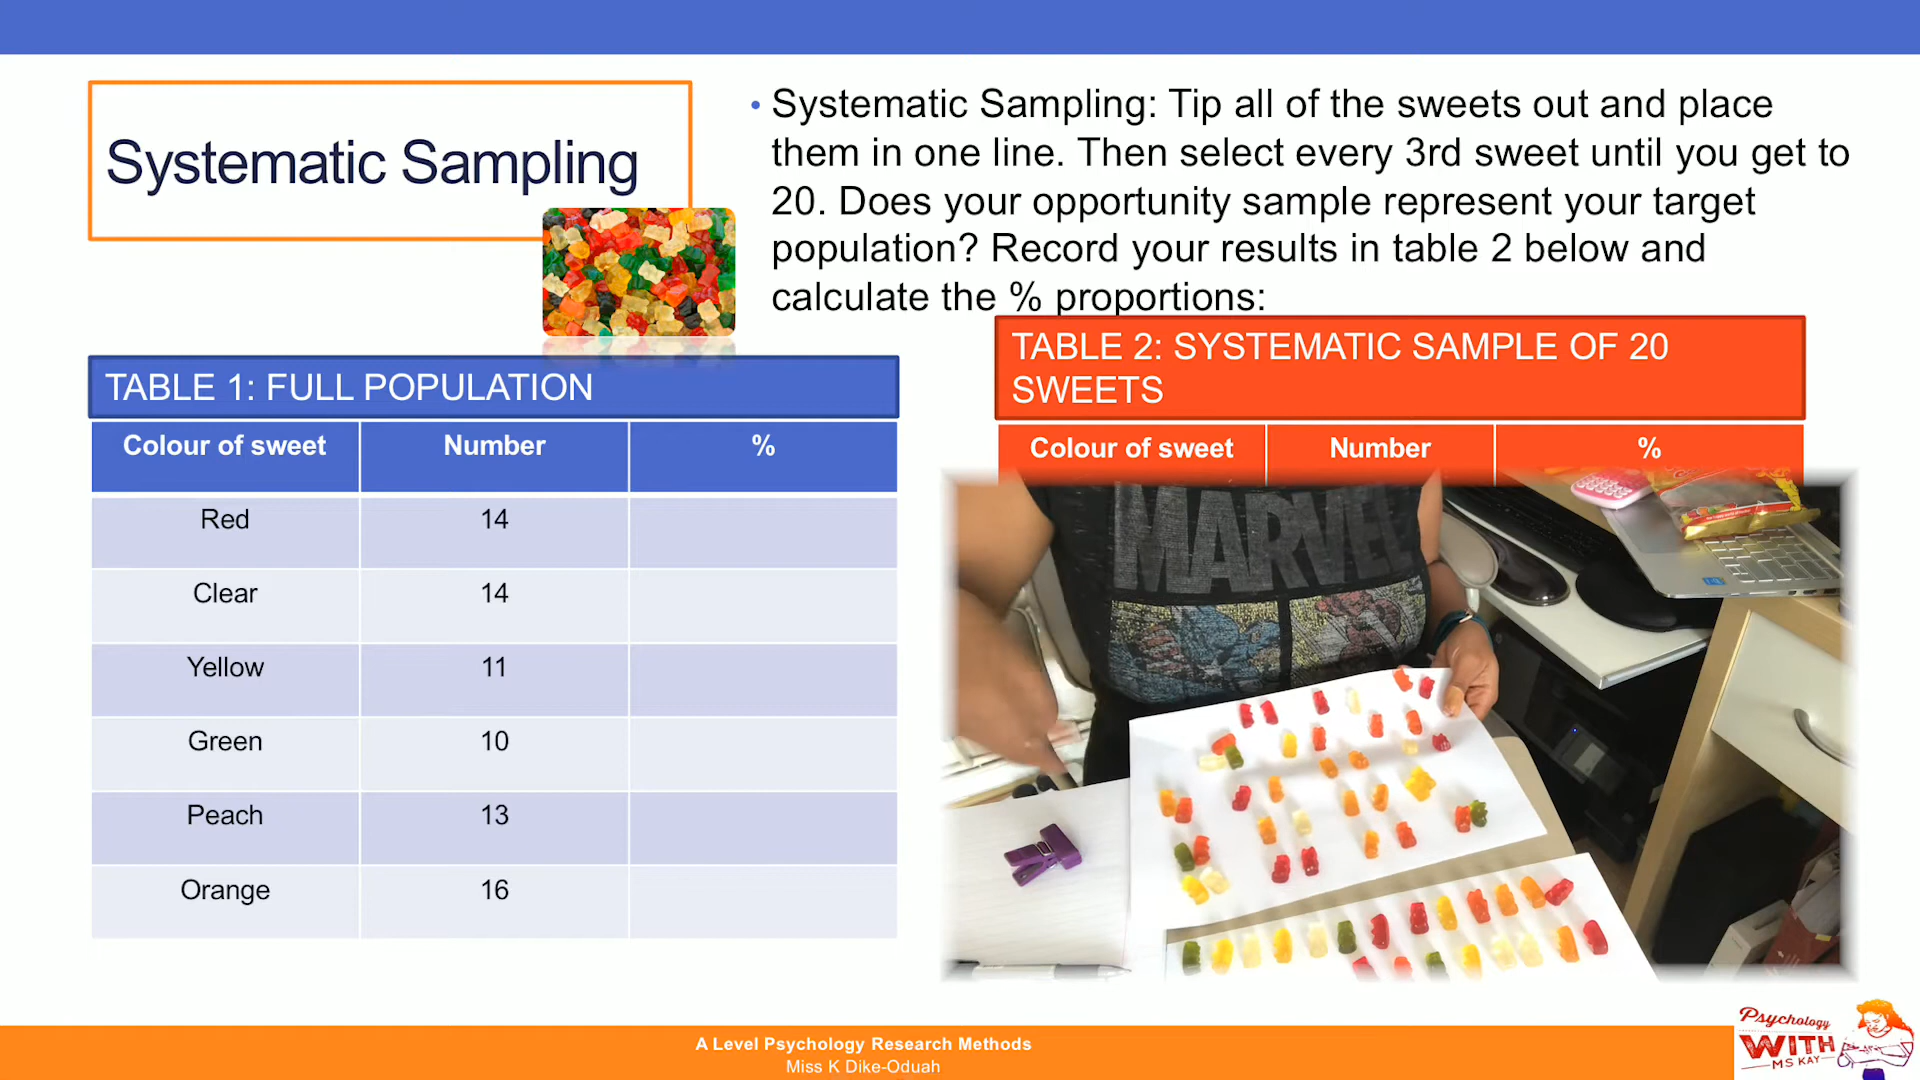 Systematic Sampling
• Systematic Sampling: Tip all of the sweets out and place
them in one line. Then select every 3rd sweet until you get to
20. Does your opportunity sample represent your target
population? Record your results in table 2 below and
calculate the % proportions:
TABLE 1: FULL POPULATION
Colour of sweet Number %
Red 14
Clear 14
Yellow 11
Green 10
Peach 13
Orange 16
TABLE 2: SYSTEMATIC SAMPLE OF 20
SWEETS
Colour of sweet Number %
MARVEL
A Level Psychology Research Methods
Miss K Dike-Oduah
Psychology
WITH
MS KAY